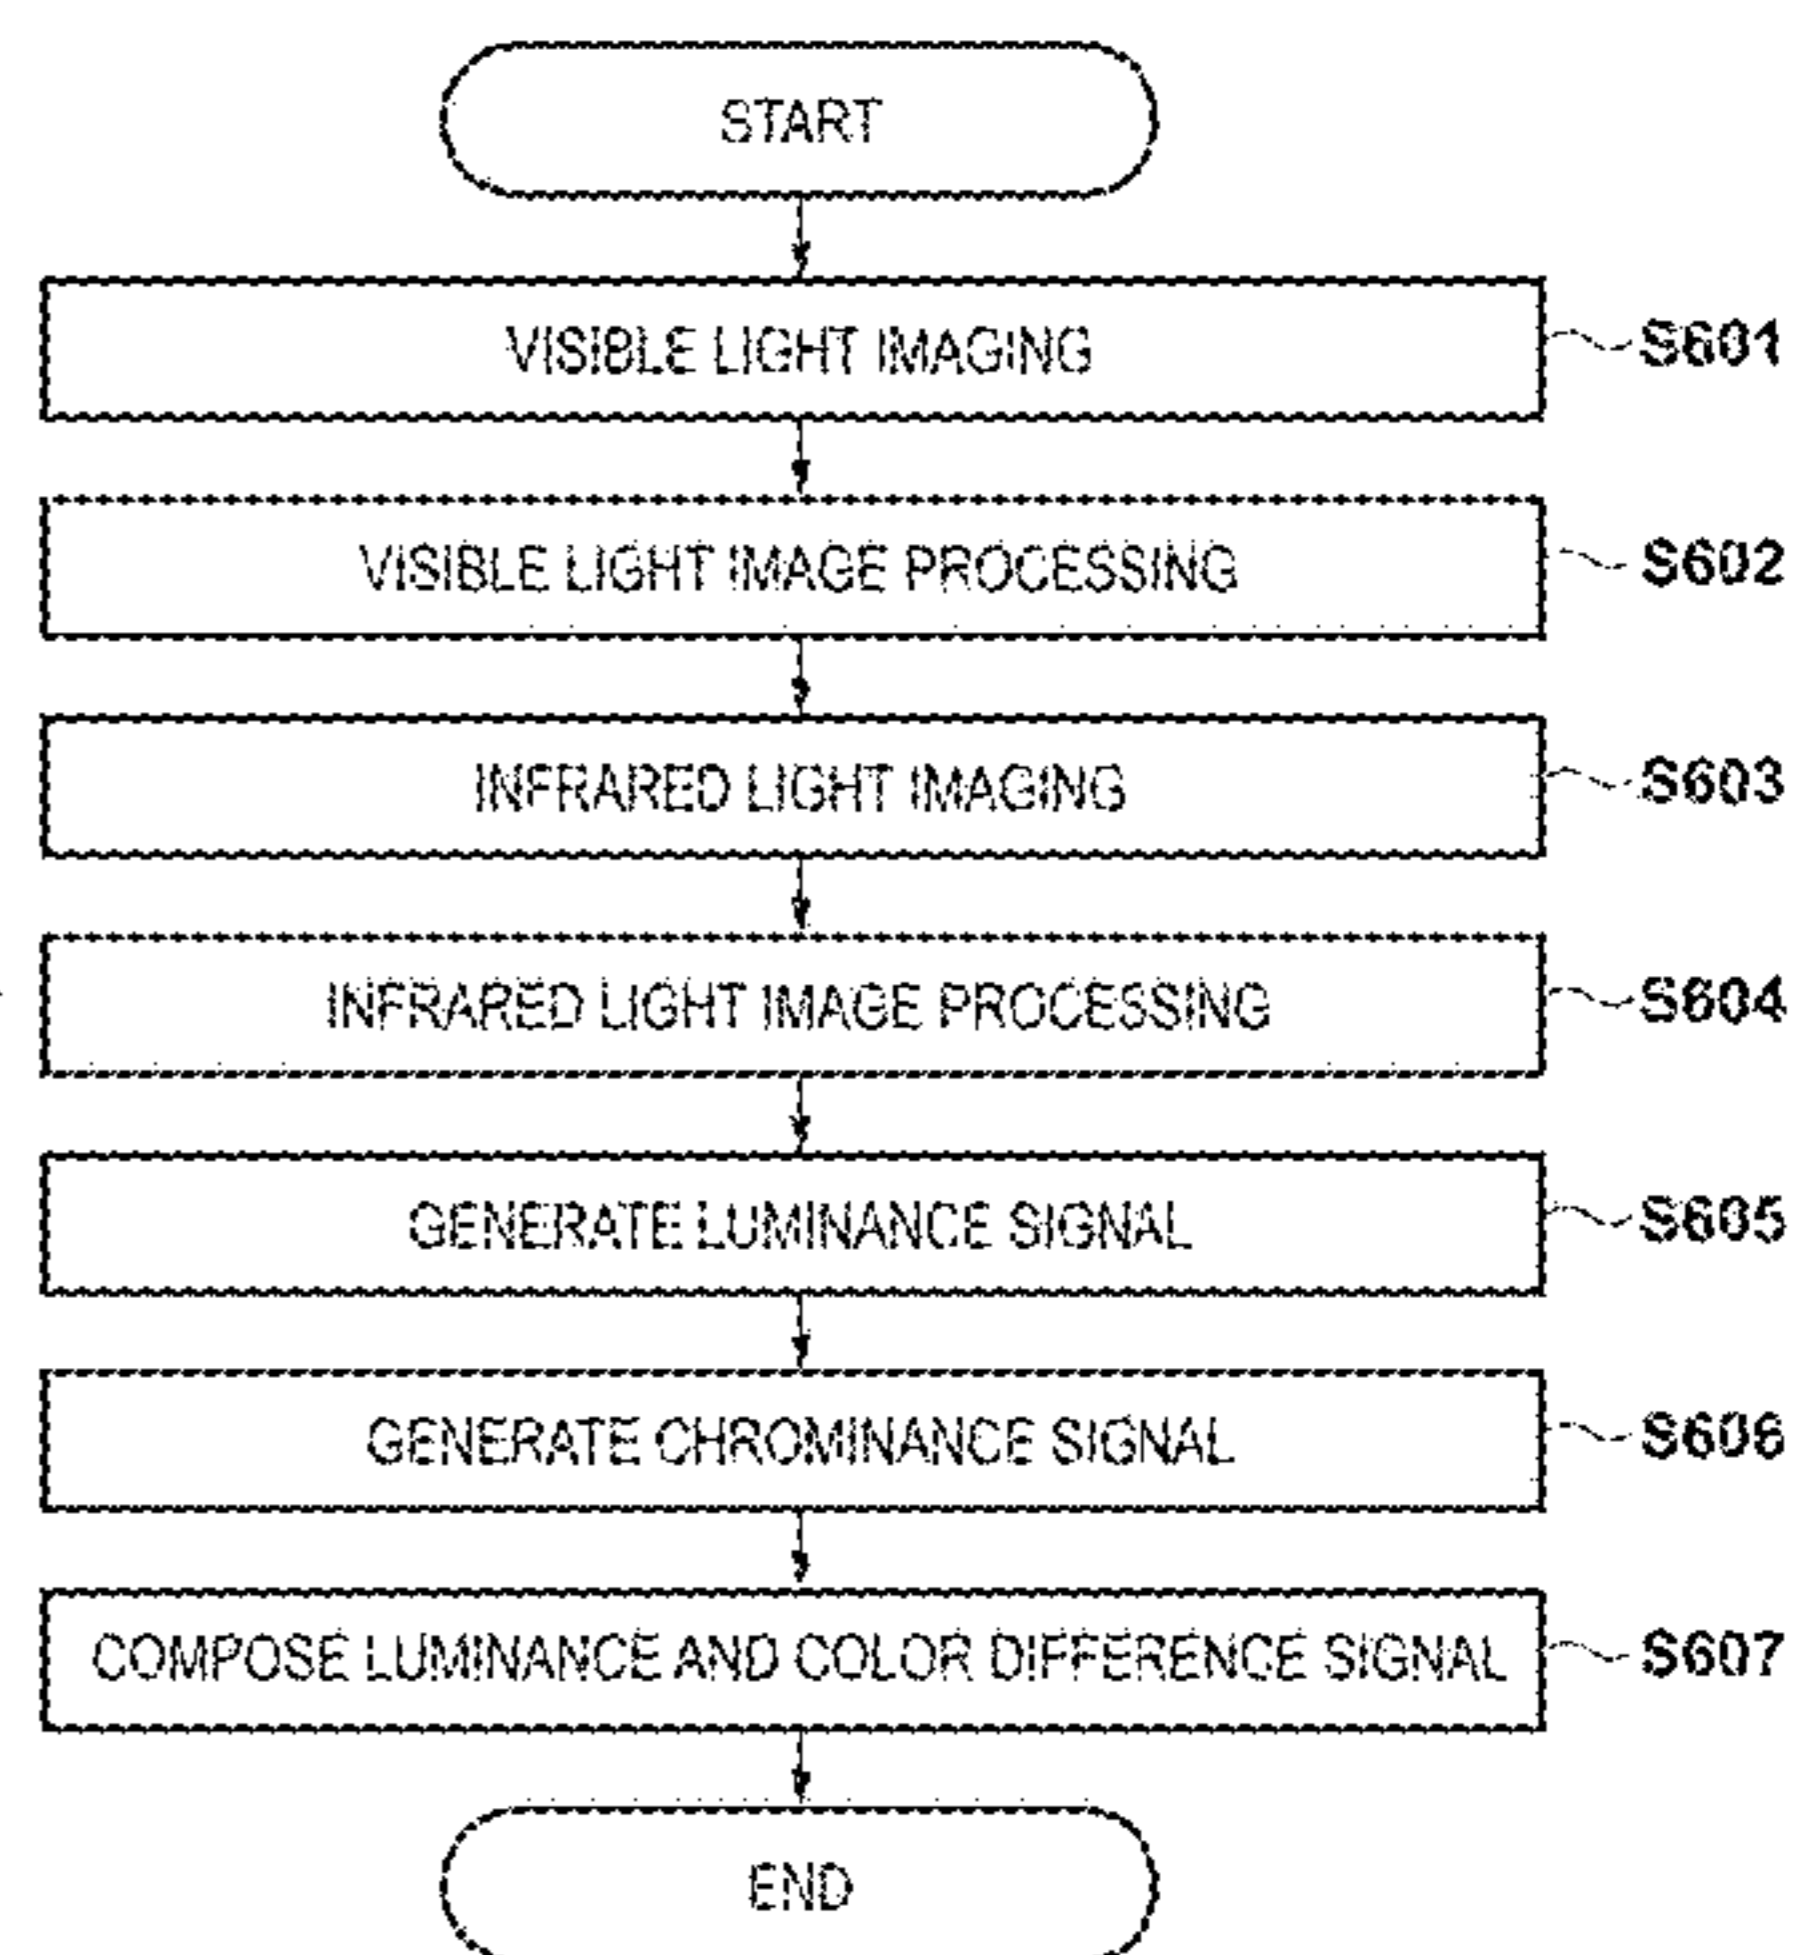 START
VISIBLE LIGHT IMAGING S601
VISIBLE LIGHT IMAGE PROCESSING S602
INFRARED LIGHT IMAGING S603
INFRARED LIGHT IMAGE PROCESSING S604
GENERATE LUMINANCE SIGNAL S605
GENERATE CHROMINANCE SIGNAL S606
COMPOSE LUMINANCE AND COLOR DIFFERENCE SIGNAL S607
END